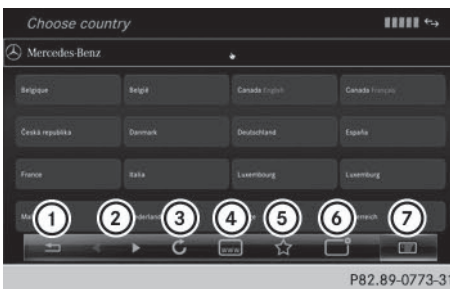 Choose country
Mercedes-Benz
Belgique België Canada English Canada Français
Česká republika Danmark Deutschland España
France Italia Luxembourg Luxemburg
1 2 3 4 5 6 7
www
P82.89-0773-31